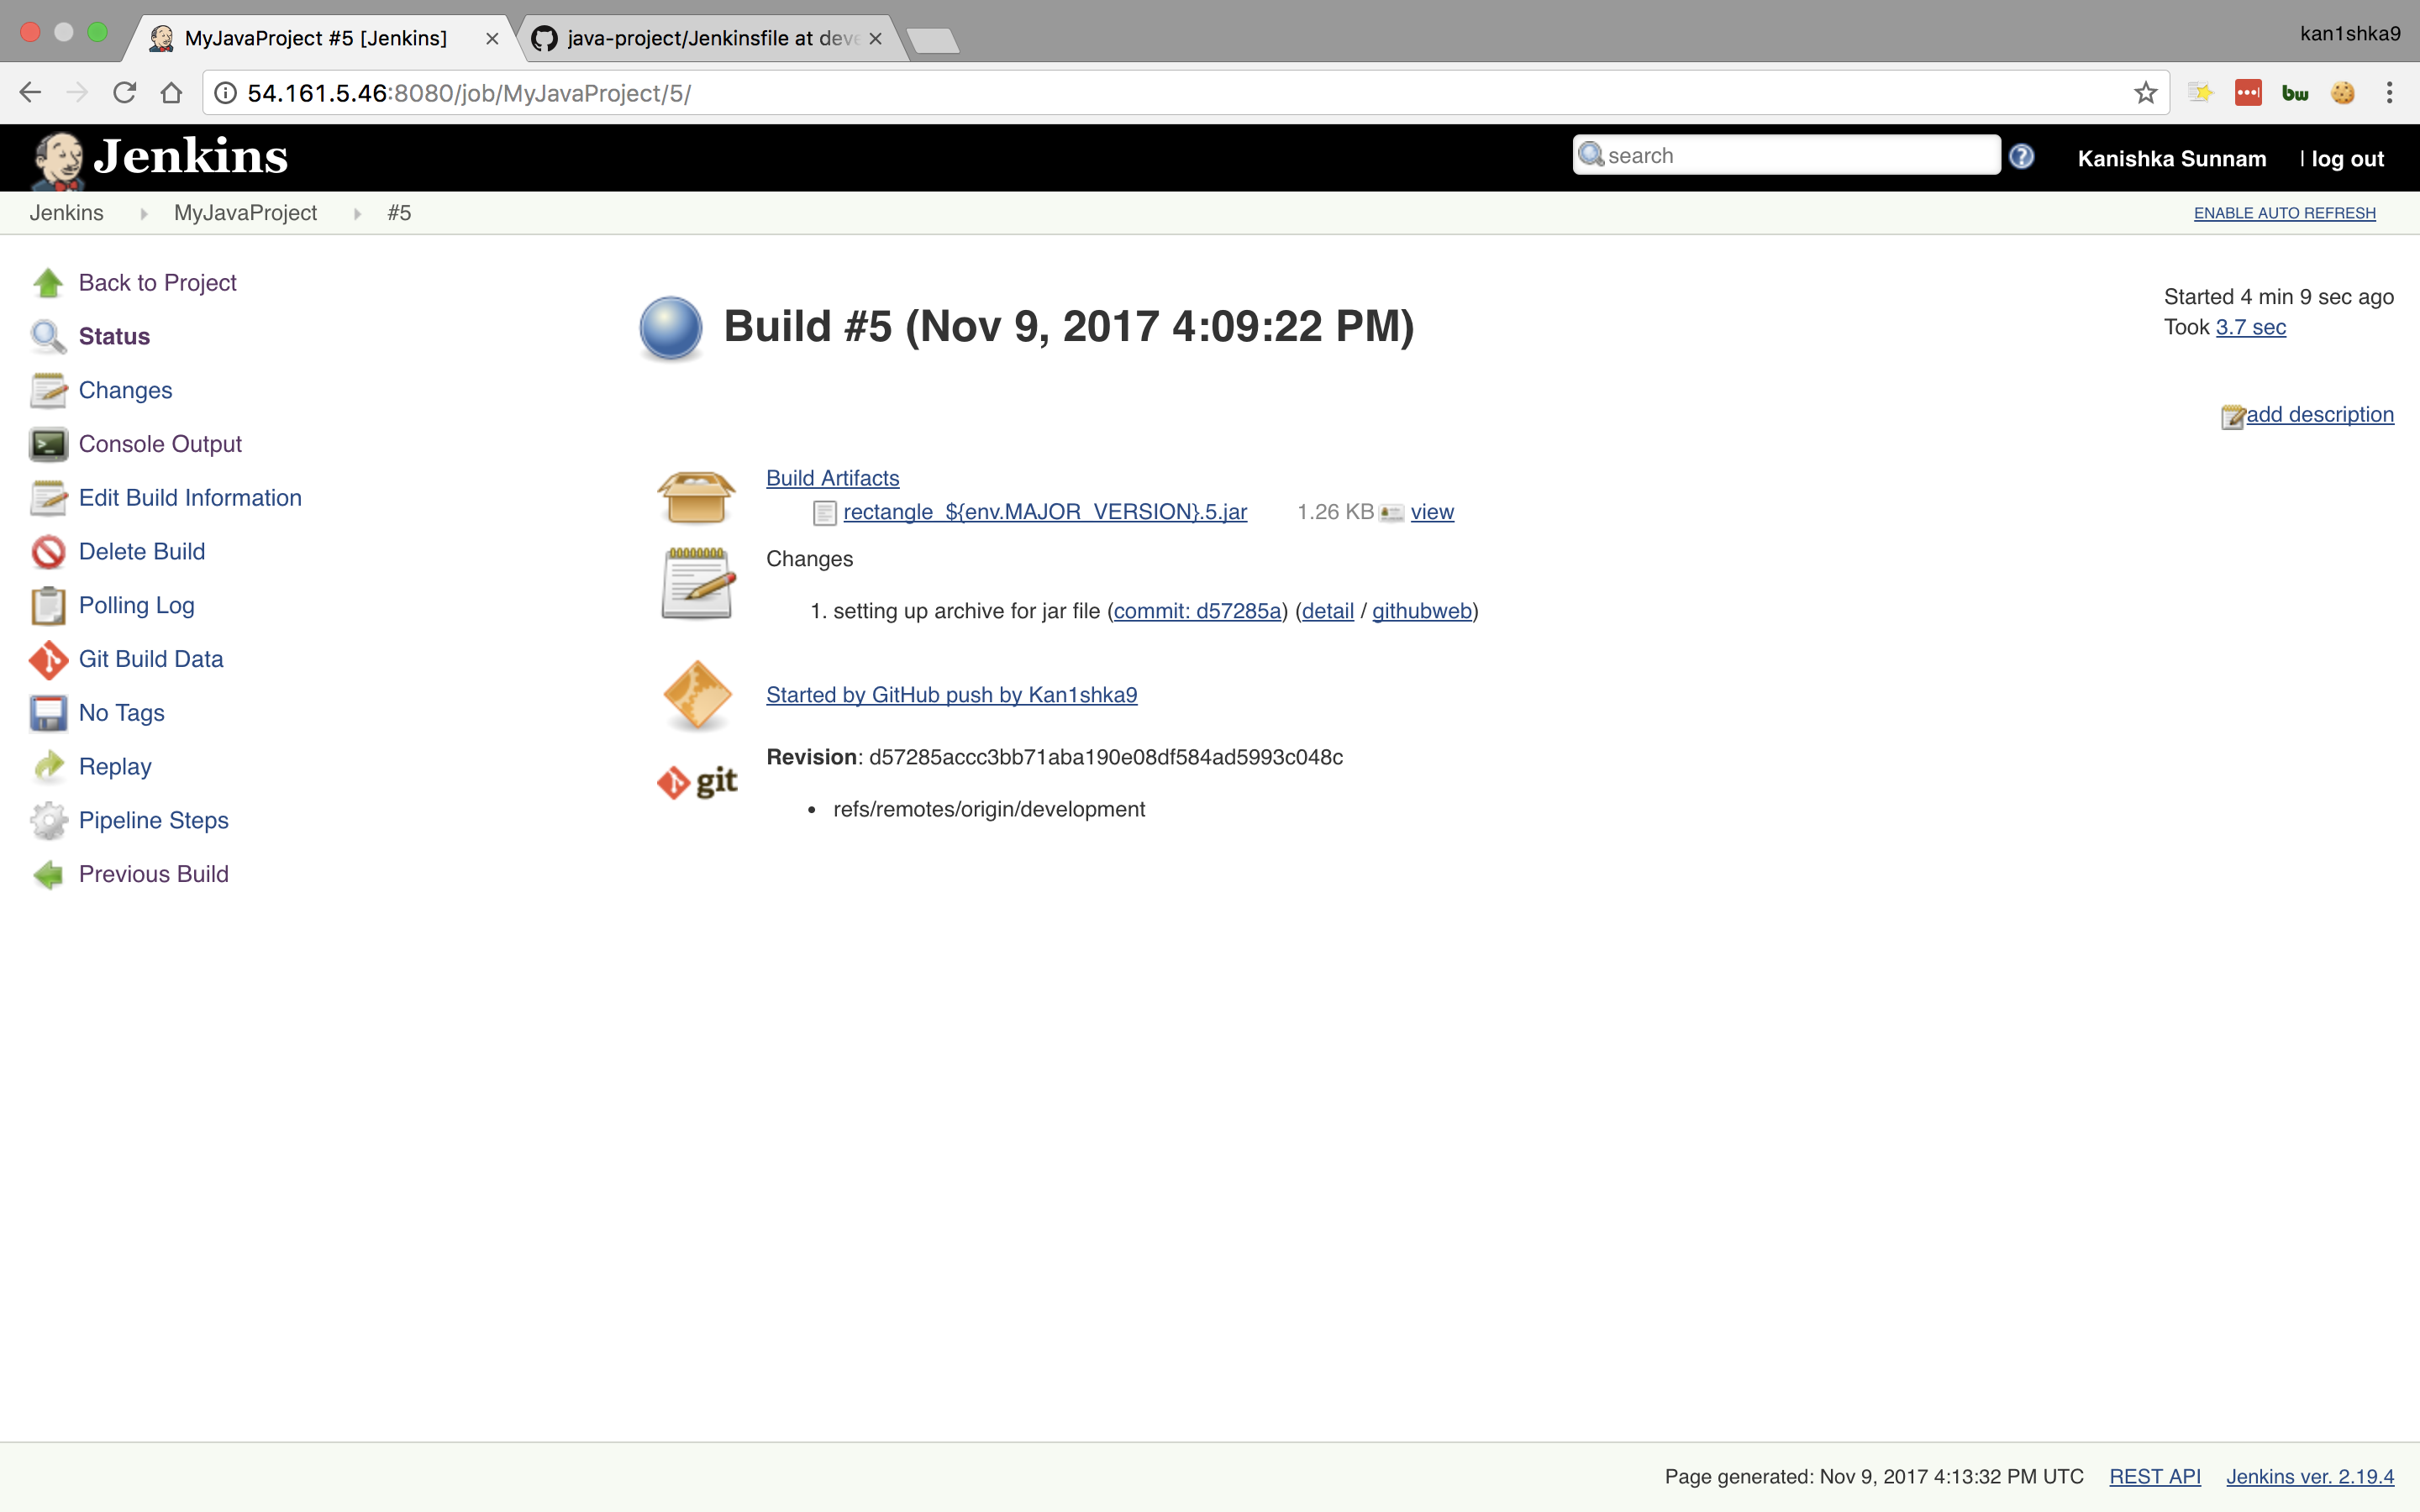 MyJavaProject #5 [Jenkins]
java-project/Jenkinsfile at deve
kan1shka9
54.161.5.46:8080/job/MyJavaProject/5/
bw
Jenkins
search
Kanishka Sunnam
| log out
Jenkins
MyJavaProject
#5
ENABLE AUTO REFRESH
Back to Project
Status
Changes
Console Output
Edit Build Information
Delete Build
Polling Log
Git Build Data
No Tags
Replay
Pipeline Steps
Previous Build
Build #5 (Nov 9, 2017 4:09:22 PM)
Started 4 min 9 sec ago
Took 3.7 sec
add description
Build Artifacts
rectangle_${env.MAJOR_VERSION}.5.jar 1.26 KB view
Changes
1. setting up archive for jar file (commit: d57285a) (detail / githubweb)
Started by GitHub push by Kan1shka9
git
Revision: d57285accc3bb71aba190e08df584ad5993c048c
• refs/remotes/origin/development
Page generated: Nov 9, 2017 4:13:32 PM UTC REST API Jenkins ver. 2.19.4